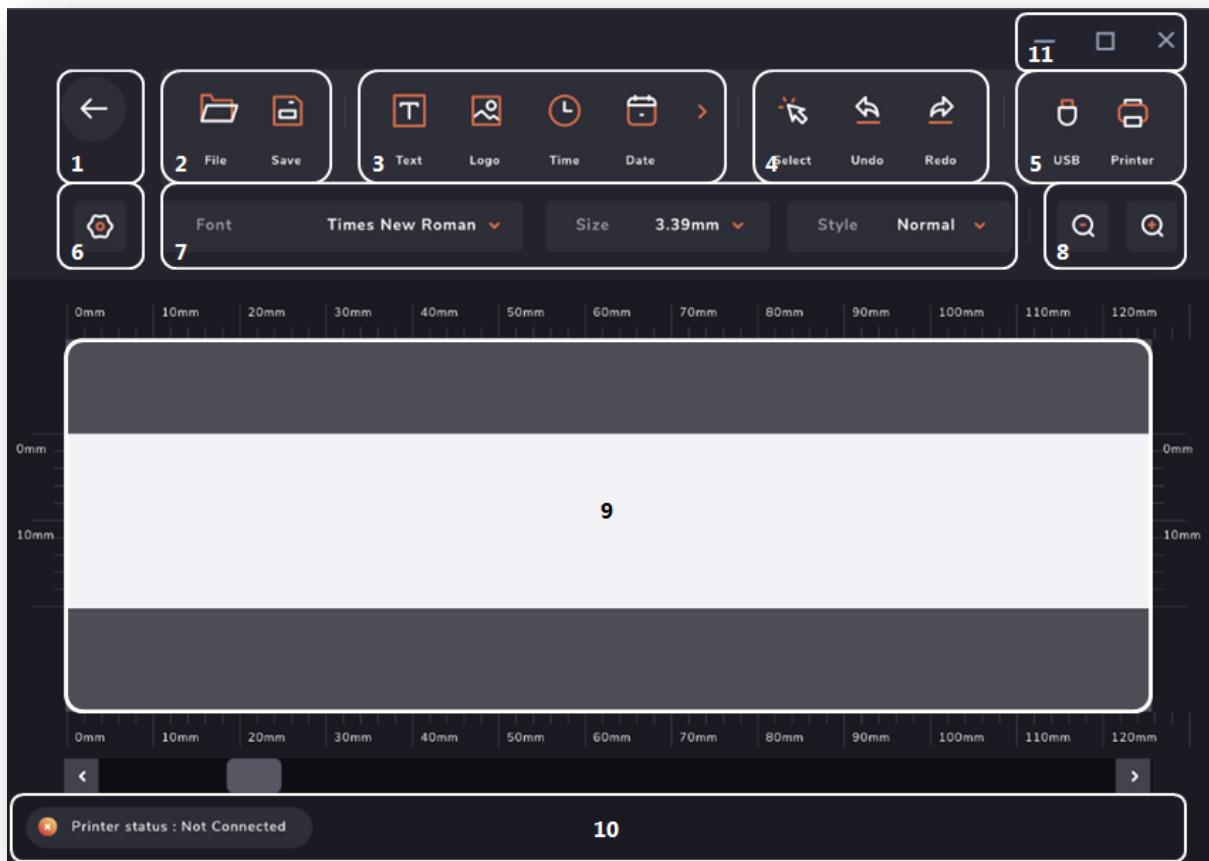 11
1
File Save
2
Text Logo Time Date
3
Select Undo Redo
4
USB Printer
5
6
Font Times New Roman Size 3.39mm Style Normal
7
8
0mm 10mm 20mm 30mm 40mm 50mm 60mm 70mm 80mm 90mm 100mm 110mm 120mm
0mm 0mm
9
10mm 10mm
0mm 10mm 20mm 30mm 40mm 50mm 60mm 70mm 80mm 90mm 100mm 110mm 120mm
Printer status : Not Connected
10